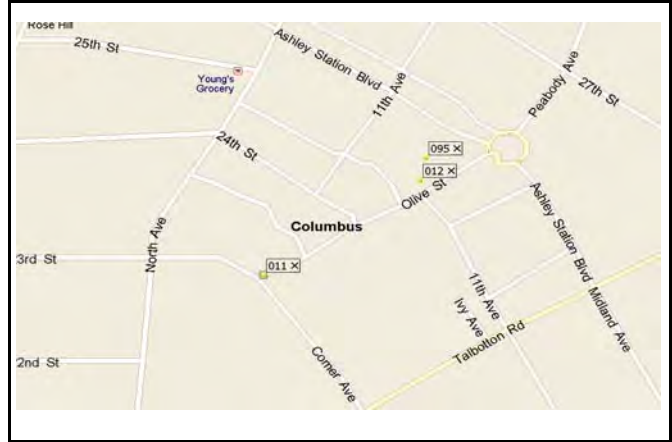 Rose Hill
25th St
Ashley Station Blvd
Young's
Grocery
11th Ave
Peabody Ave
27th St
24th St
095 ×
012 ×
Olive St
Columbus
North Ave
3rd St
011 ×
Ashley Station Blvd
Midland Ave
11th Ave
Ivy Ave
Talbotton Rd
2nd St
Comer Ave